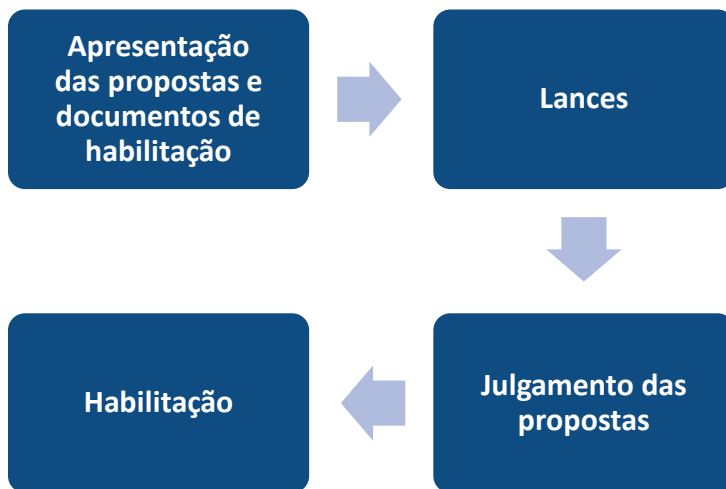 Apresentação
das propostas e
documentos de
habilitação
Lances
Julgamento das
propostas
Habilitação